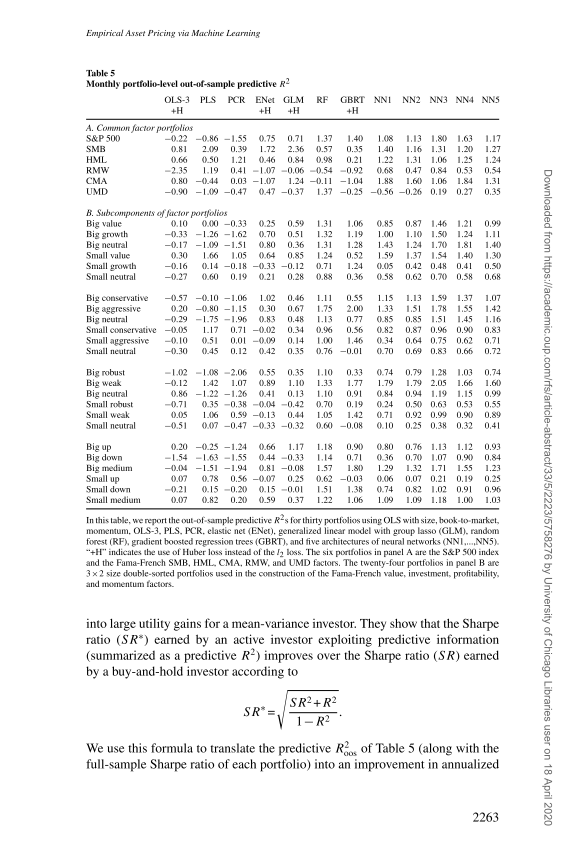 Empirical Asset Pricing via Machine Learning
Table 5
Monthly portfolio-level out-of-sample predictive R²
OLS-3 PLS PCR ENet GLM RF GBRT NN1 NN2 NN3 NN4 NN5
+H +H +H +H
A. Common factor portfolios
S&P 500 −0.22 −0.86 −1.55 0.75 0.71 1.37 1.40 1.08 1.13 1.80 1.63 1.17
SMB 0.81 2.09 0.39 1.72 2.36 0.57 0.35 1.40 1.16 1.31 1.20 1.27
HML 0.66 0.50 1.21 0.46 0.84 0.98 0.21 1.22 1.31 1.06 1.25 1.24
RMW −2.35 1.19 0.41 −1.07 −0.06 −0.54 −0.92 0.68 0.47 0.84 0.53 0.54
CMA 0.80 −0.44 0.03 −1.07 1.24 −0.11 −1.04 1.88 1.60 1.06 1.84 1.31
UMD −0.90 −1.09 −0.47 0.47 −0.37 1.37 −0.25 −0.56 −0.26 0.19 0.27 0.35
B. Subcomponents of factor portfolios
Big value 0.10 0.00 −0.33 0.25 0.59 1.31 1.06 0.85 0.87 1.46 1.21 0.99
Big growth −0.33 −1.26 −1.62 0.70 0.51 1.32 1.19 1.00 1.10 1.50 1.24 1.11
Big neutral −0.17 −1.09 −1.51 0.80 0.36 1.31 1.28 1.43 1.24 1.70 1.81 1.40
Small value 0.30 1.66 1.05 0.64 0.85 1.24 0.52 1.59 1.37 1.54 1.40 1.30
Small growth −0.16 0.14 −0.18 −0.33 −0.12 0.71 1.24 0.05 0.42 0.48 0.41 0.50
Small neutral −0.27 0.60 0.19 0.21 0.28 0.88 0.36 0.58 0.62 0.70 0.58 0.68
Big conservative −0.57 −0.10 −1.06 1.02 0.46 1.11 0.55 1.15 1.13 1.59 1.37 1.07
Big aggressive 0.20 −0.80 −1.15 0.30 0.67 1.75 2.00 1.33 1.51 1.78 1.55 1.42
Big neutral −0.29 −1.75 −1.96 0.83 0.48 1.13 0.77 0.85 0.85 1.51 1.45 1.16
Small conservative −0.05 1.17 0.71 −0.02 0.34 0.96 0.56 0.82 0.87 0.96 0.90 0.83
Small aggressive −0.10 0.51 0.01 −0.09 0.14 1.00 1.46 0.34 0.64 0.75 0.62 0.71
Small neutral −0.30 0.45 0.12 0.42 0.35 0.76 −0.01 0.70 0.69 0.83 0.66 0.72
Big robust −1.02 −1.08 −2.06 0.55 0.35 1.10 0.33 0.74 0.79 1.28 1.03 0.74
Big weak −0.12 1.42 1.07 0.89 1.10 1.33 1.77 1.79 1.79 2.05 1.66 1.60
Big neutral 0.86 −1.22 −1.26 0.41 0.13 1.10 0.91 0.84 0.94 1.19 1.15 0.99
Small robust −0.71 0.35 −0.38 −0.04 −0.42 0.70 0.19 0.24 0.50 0.63 0.53 0.55
Small weak 0.05 1.06 0.59 −0.13 0.44 1.05 1.42 0.71 0.92 0.99 0.90 0.89
Small neutral −0.51 0.07 −0.47 −0.33 −0.32 0.60 −0.08 0.10 0.25 0.38 0.32 0.41
Big up 0.20 −0.25 −1.24 0.66 1.17 1.18 0.90 0.80 0.76 1.13 1.12 0.93
Big down −1.54 −1.63 −1.55 0.44 −0.33 1.14 0.71 0.36 0.70 1.07 0.90 0.84
Big medium −0.04 −1.51 −1.94 0.81 −0.08 1.57 1.80 1.29 1.32 1.71 1.55 1.23
Small up 0.07 0.78 0.56 −0.07 0.25 0.62 −0.03 0.06 0.07 0.21 0.19 0.25
Small down −0.21 0.15 −0.20 0.15 −0.01 1.51 1.38 0.74 0.82 1.02 0.91 0.96
Small medium 0.07 0.82 0.20 0.59 0.37 1.22 1.06 1.09 1.09 1.18 1.00 1.03
In this table, we report the out-of-sample predictive R²s for thirty portfolios using OLS with size, book-to-market,
momentum, OLS-3, PLS, PCR, elastic net (ENet), generalized linear model with group lasso (GLM), random
forest (RF), gradient boosted regression trees (GBRT), and five architectures of neural networks (NN1,...,NN5).
“+H” indicates the use of Huber loss instead of the l₂ loss. The six portfolios in panel A are the S&P 500 index
and the Fama-French SMB, HML, CMA, RMW, and UMD factors. The twenty-four portfolios in panel B are
3×2 size double-sorted portfolios used in the construction of the Fama-French value, investment, profitability,
and momentum factors.
into large utility gains for a mean-variance investor. They show that the Sharpe
ratio (SR*) earned by an active investor exploiting predictive information
(summarized as a predictive R²) improves over the Sharpe ratio (SR) earned
by a buy-and-hold investor according to
SR* = √((SR² + R²)/(1 − R²)).
We use this formula to translate the predictive R²oos of Table 5 (along with the
full-sample Sharpe ratio of each portfolio) into an improvement in annualized
2263
Downloaded from https://academic.oup.com/rfs/article-abstract/33/5/2223/5758276 by University of Chicago Libraries user on 18 April 2020